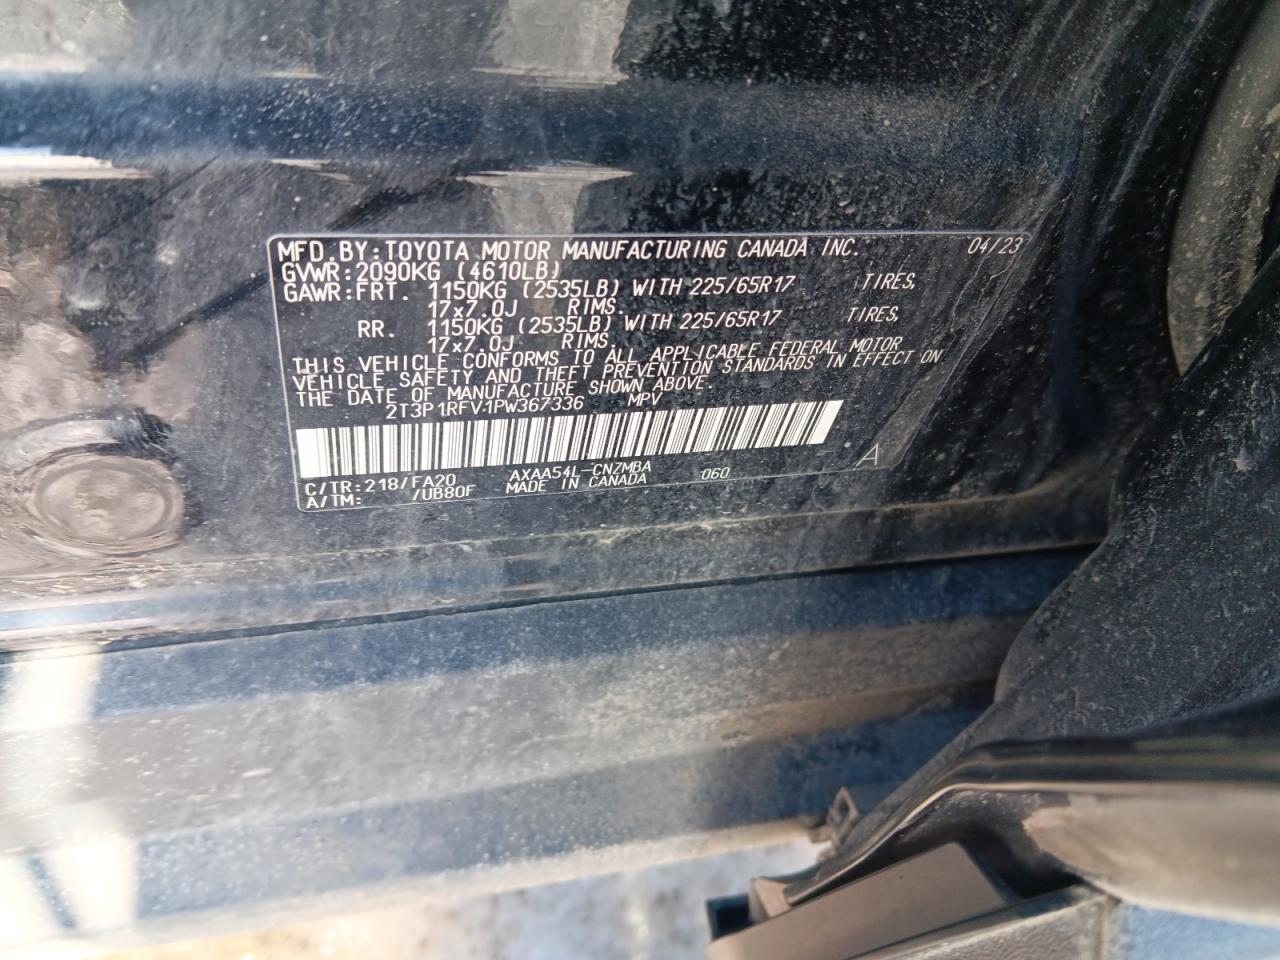 MFD.BY:TOYOTA MOTOR MANUFACTURING CANADA INC. 04/23
GVWR:2090KG (4610LB)
GAWR:FRT. 1150KG (2535LB) WITH 225/65R17 TIRES,
17x7.0J RIMS.
RR. 1150KG (2535LB) WITH 225/65R17 TIRES,
17x7.0J RIMS.
THIS VEHICLE CONFORMS TO ALL APPLICABLE FEDERAL MOTOR
VEHICLE SAFETY AND THEFT PREVENTION STANDARDS IN EFFECT ON
THE DATE OF MANUFACTURE SHOWN ABOVE.
2T3P1RFV1PW367336 MPV
C/TR:218/FA20 AXAA54L-CNZMBA 060 A
A/TM: /UB80F MADE IN CANADA